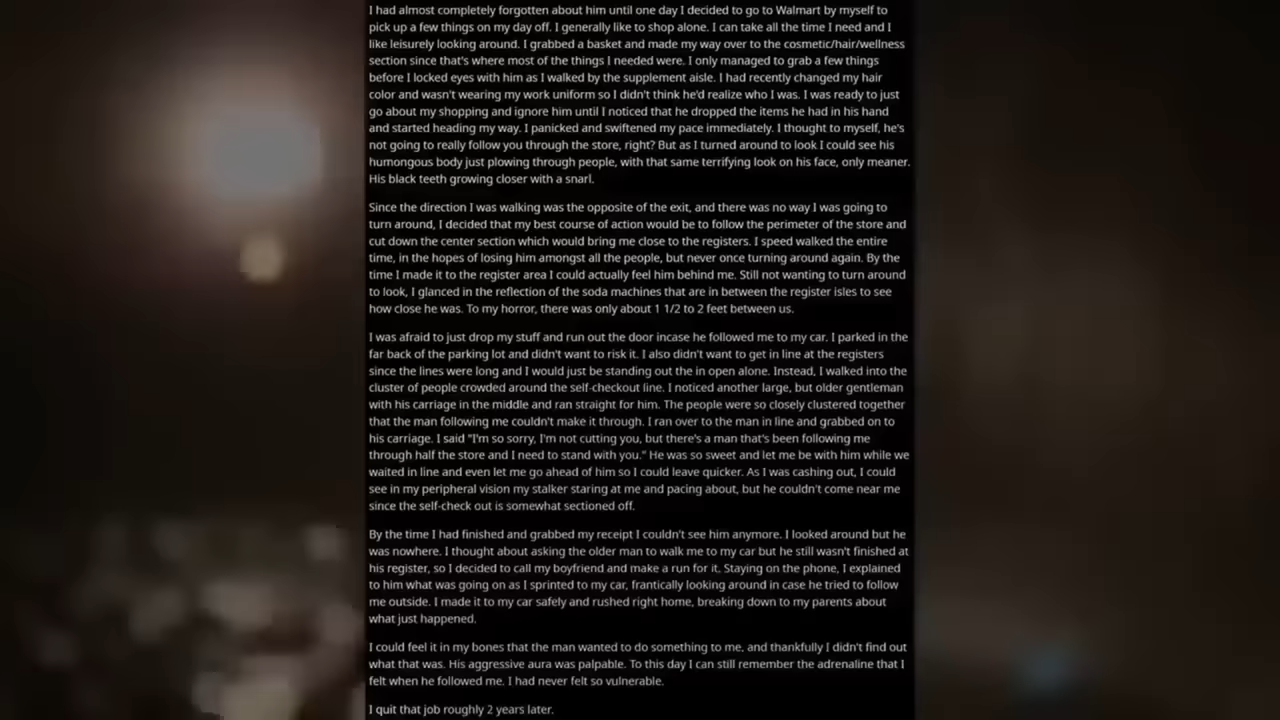 I had almost completely forgotten about him until one day I decided to go to Walmart by myself to
pick up a few things on my day off. I generally like to shop alone. I can take all the time I need and I
like leisurely looking around. I grabbed a basket and made my way over to the cosmetic/hair/wellness
section since that's where most of the things I needed were. I only managed to grab a few things
before I locked eyes with him as I walked by the supplement aisle. I had recently changed my hair
color and wasn't wearing my work uniform so I didn't think he'd realize who I was. I was ready to just
go about my shopping and ignore him until I noticed that he dropped the items he had in his hand
and started heading my way. I panicked and swiftened my pace immediately. I thought to myself, he's
not going to really follow you through the store, right? But as I turned around to look I could see his
humongous body just plowing through people, with that same terrifying look on his face, only meaner.
His black teeth growing closer with a snarl.
Since the direction I was walking was the opposite of the exit, and there was no way I was going to
turn around, I decided that my best course of action would be to follow the perimeter of the store and
cut down the center section which would bring me close to the registers. I speed walked the entire
time, in the hopes of losing him amongst all the people, but never once turning around again. By the
time I made it to the register area I could actually feel him behind me. Still not wanting to turn around
to look, I glanced in the reflection of the soda machines that are in between the register isles to see
how close he was. To my horror, there was only about 1 1/2 to 2 feet between us.
I was afraid to just drop my stuff and run out the door incase he followed me to my car. I parked in the
far back of the parking lot and didn't want to risk it. I also didn't want to get in line at the registers
since the lines were long and I would just be standing out the in open alone. Instead, I walked into the
cluster of people crowded around the self-checkout line. I noticed another large, but older gentleman
with his carriage in the middle and ran straight for him. The people were so closely clustered together
that the man following me couldn't make it through. I ran over to the man in line and grabbed on to
his carriage. I said "I'm so sorry, I'm not cutting you, but there's a man that's been following me
through half the store and I need to stand with you." He was so sweet and let me be with him while we
waited in line and even let me go ahead of him so I could leave quicker. As I was cashing out, I could
see in my peripheral vision my stalker staring at me and pacing about, but he couldn't come near me
since the self-check out is somewhat sectioned off.
By the time I had finished and grabbed my receipt I couldn't see him anymore. I looked around but he
was nowhere. I thought about asking the older man to walk me to my car but he still wasn't finished at
his register, so I decided to call my boyfriend and make a run for it. Staying on the phone, I explained
to him what was going on as I sprinted to my car, frantically looking around in case he tried to follow
me outside. I made it to my car safely and rushed right home, breaking down to my parents about
what just happened.
I could feel it in my bones that the man wanted to do something to me, and thankfully I didn't find out
what that was. His aggressive aura was palpable. To this day I can still remember the adrenaline that I
felt when he followed me. I had never felt so vulnerable.
I quit that job roughly 2 years later.